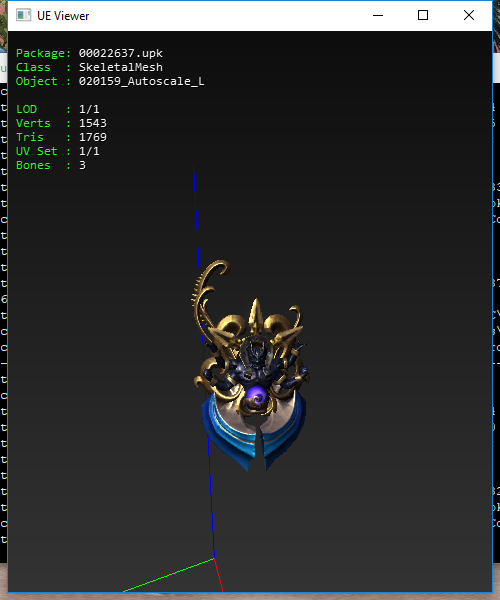 UE Viewer
Package: 00022637.upk
Class : SkeletalMesh
Object : 020159_Autoscale_L
LOD : 1/1
Verts : 1543
Tris : 1769
UV Set : 1/1
Bones : 3